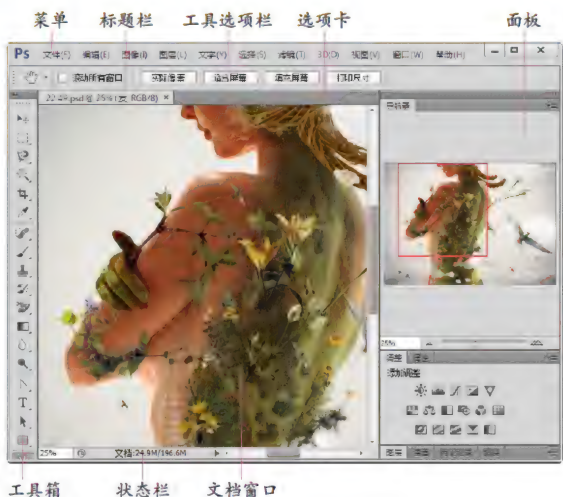 菜单 标题栏 工具选项栏 选项卡 面板
Ps 文件(F) 编辑(E) 图像(I) 图层(L) 文字(Y) 选择(S) 滤镜(T) 3D(D) 视图(V) 窗口(W) 帮助(H)
滚动所有窗口 实际像素 适合屏幕 填充屏幕 打印尺寸
导航器
25%
调整
添加调整
25% 文档:24.9M/196.6M
图层
工具箱 状态栏 文档窗口